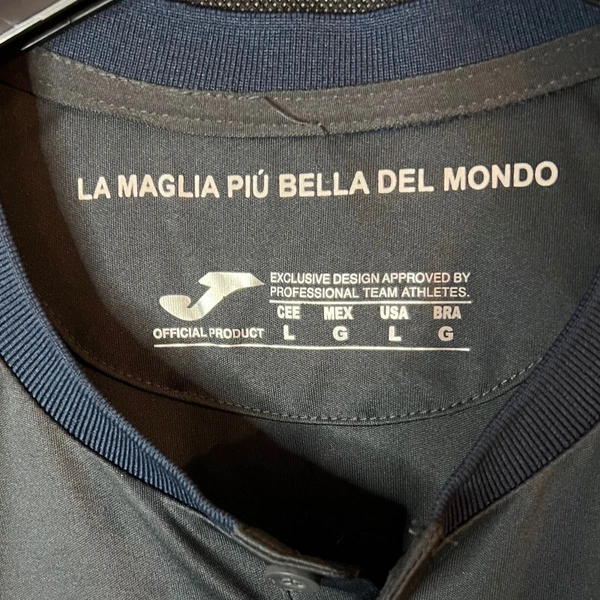 LA MAGLIA PIÚ BELLA DEL MONDO
EXCLUSIVE DESIGN APPROVED BY
PROFESSIONAL TEAM ATHLETES.
CEE MEX USA BRA
OFFICIAL PRODUCT L G L G